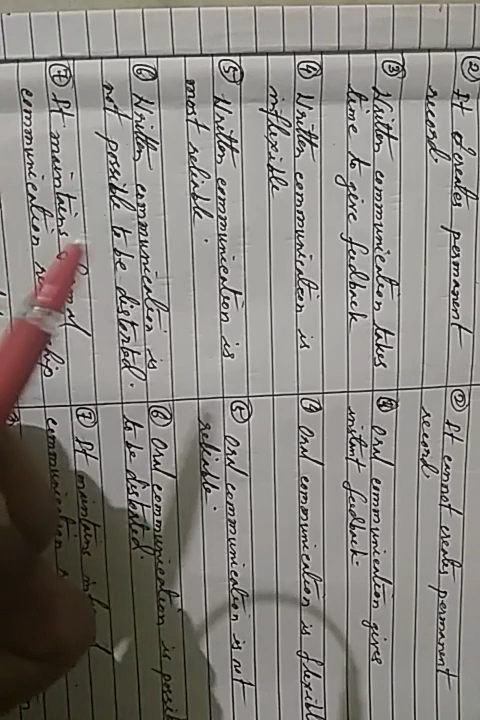 ② It creates permanent
record
③ Written communication takes
time to give feedback
④ Written communication is
inflexible
⑤ Written communication is
most reliable.
⑥ Written communication is
not possible to be distorted.
⑦ It maintains
communication
② It cannot creates permanent
record.
③ Oral communication gives
instant feedback.
④ Oral communication is flexible
⑤ Oral communication is not
reliable.
⑥ Oral communication is
to be distorted.
⑦ It maintains
communication